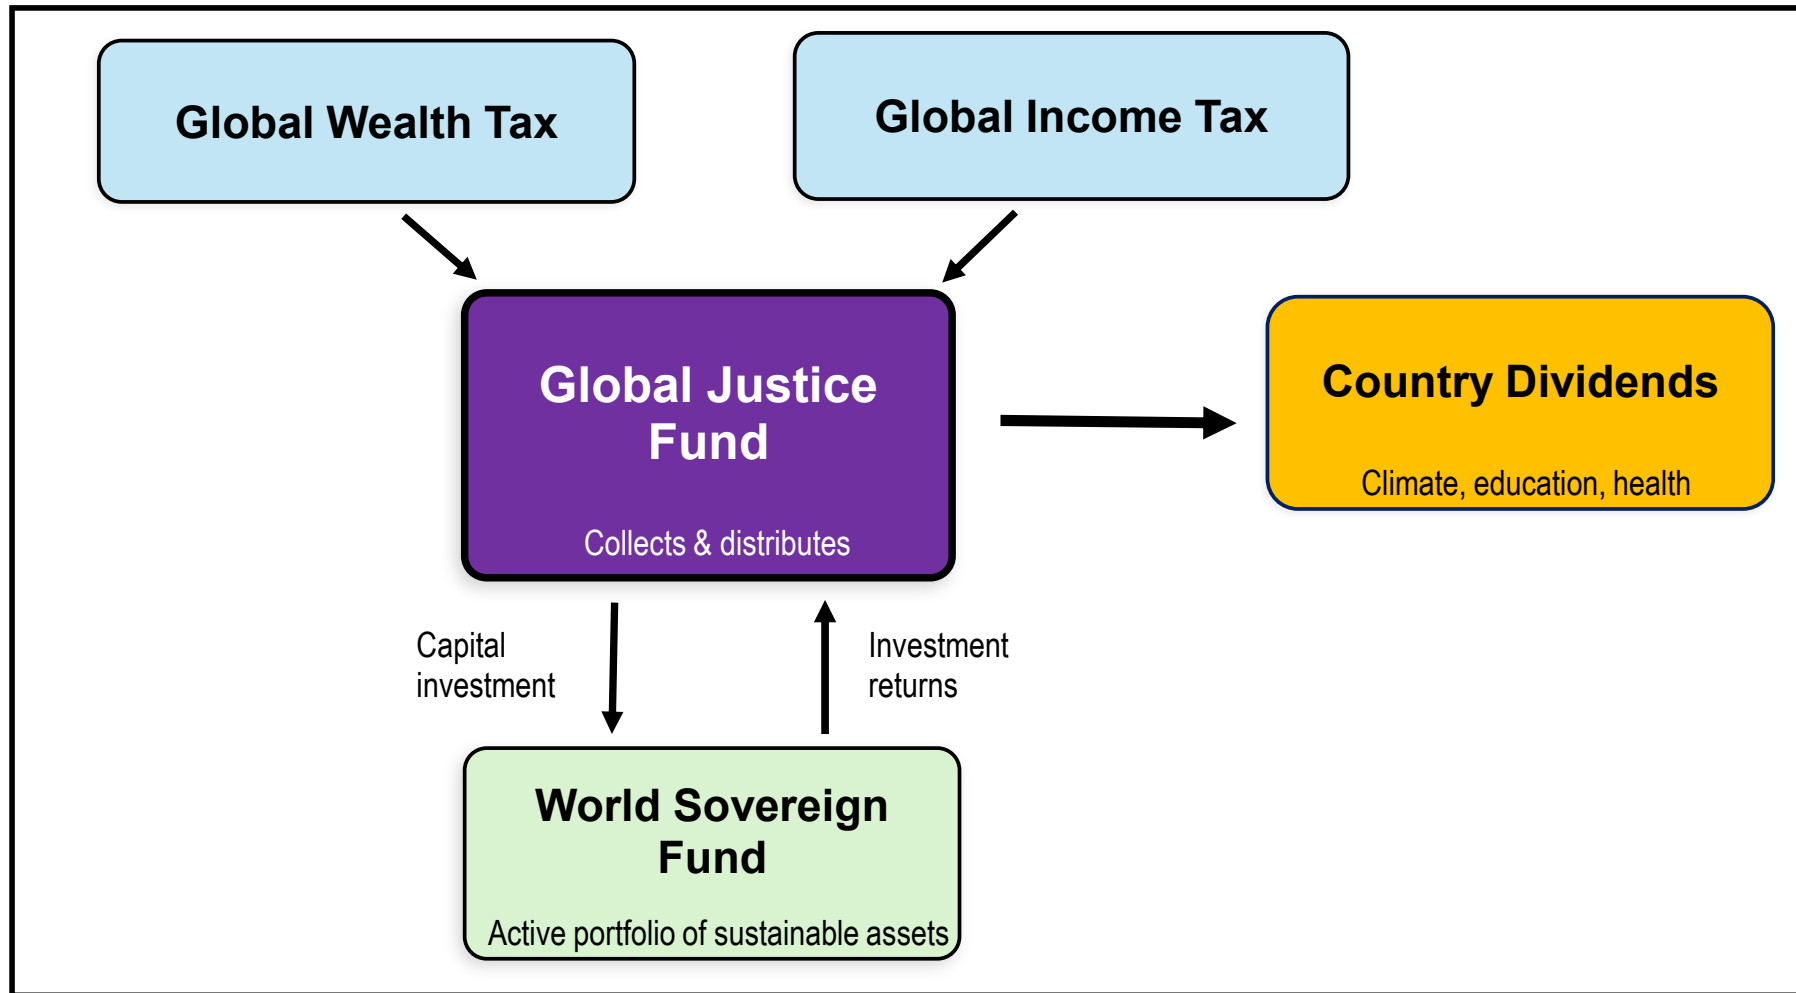 Global Wealth Tax
Global Income Tax
Global Justice
Fund
Collects & distributes
Country Dividends
Climate, education, health
Capital
investment
Investment
returns
World Sovereign
Fund
Active portfolio of sustainable assets